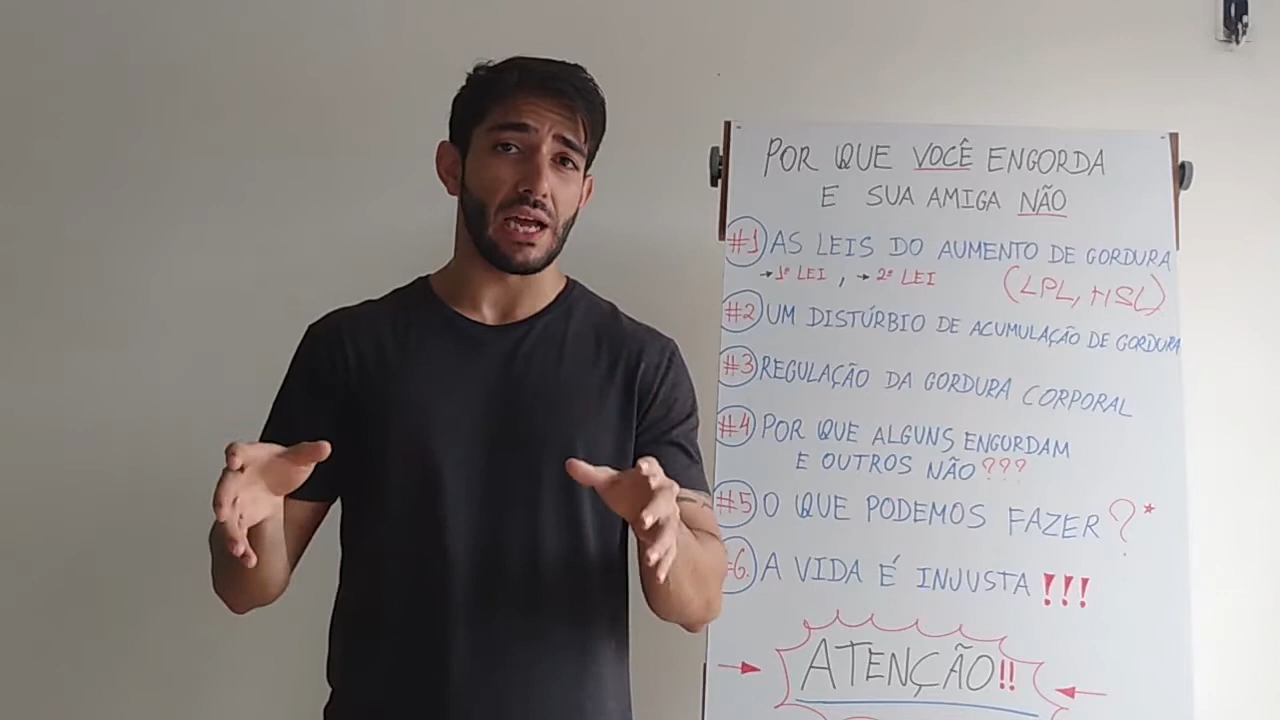 POR QUE VOCÊ ENGORDA
E SUA AMIGA NÃO
#1 AS LEIS DO AUMENTO DE GORDURA
→ 1ª LEI, → 2ª LEI (LPL, HSL)
#2 UM DISTÚRBIO DE ACUMULAÇÃO DE GORDURA
#3 REGULAÇÃO DA GORDURA CORPORAL
#4 POR QUE ALGUNS ENGORDAM
E OUTROS NÃO ???
#5 O QUE PODEMOS FAZER ?*
#6. A VIDA É INJUSTA !!!
ATENÇÃO!!